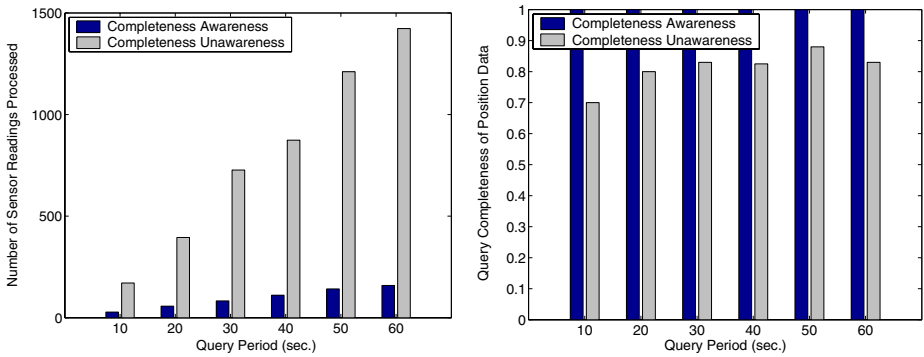 Completeness Awareness
Completeness Unawareness
Number of Sensor Readings Processed
1500
1000
500
0
10 20 30 40 50 60
Query Period (sec.)
Completeness Awareness
Completeness Unawareness
Query Completeness of Position Data
1
0.9
0.8
0.7
0.6
0.5
0.4
0.3
0.2
0.1
0
10 20 30 40 50 60
Query Period (sec.)